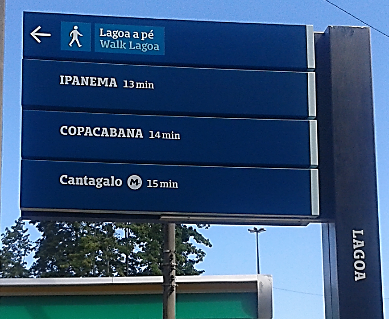 Lagoa a pé
Walk Lagoa
IPANEMA 13 min
COPACABANA 14 min
Cantagalo M 15 min
LAGOA